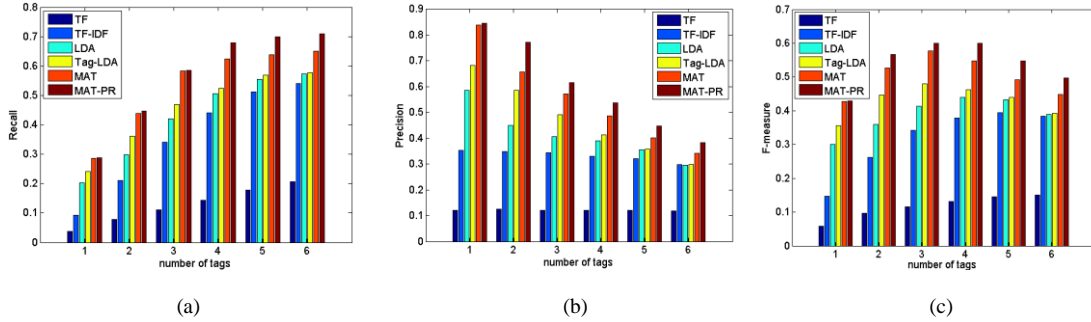 0.8
0.7
0.6
0.5
0.4
0.3
0.2
0.1
0
Recall
TF
TF-IDF
LDA
Tag-LDA
MAT
MAT-PR
1 2 3 4 5 6
number of tags
(a)
0.9
0.8
0.7
0.6
0.5
0.4
0.3
0.2
0.1
0
Precision
TF
TF-IDF
LDA
Tag-LDA
MAT
MAT-PR
1 2 3 4 5 6
number of tags
(b)
0.7
0.6
0.5
0.4
0.3
0.2
0.1
0
F-measure
TF
TF-IDF
LDA
Tag-LDA
MAT
MAT-PR
1 2 3 4 5 6
number of tags
(c)